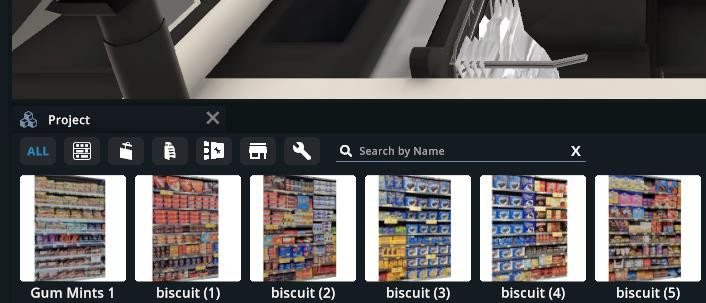 Project
ALL
Search by Name
X
Gum Mints 1
biscuit (1)
biscuit (2)
biscuit (3)
biscuit (4)
biscuit (5)